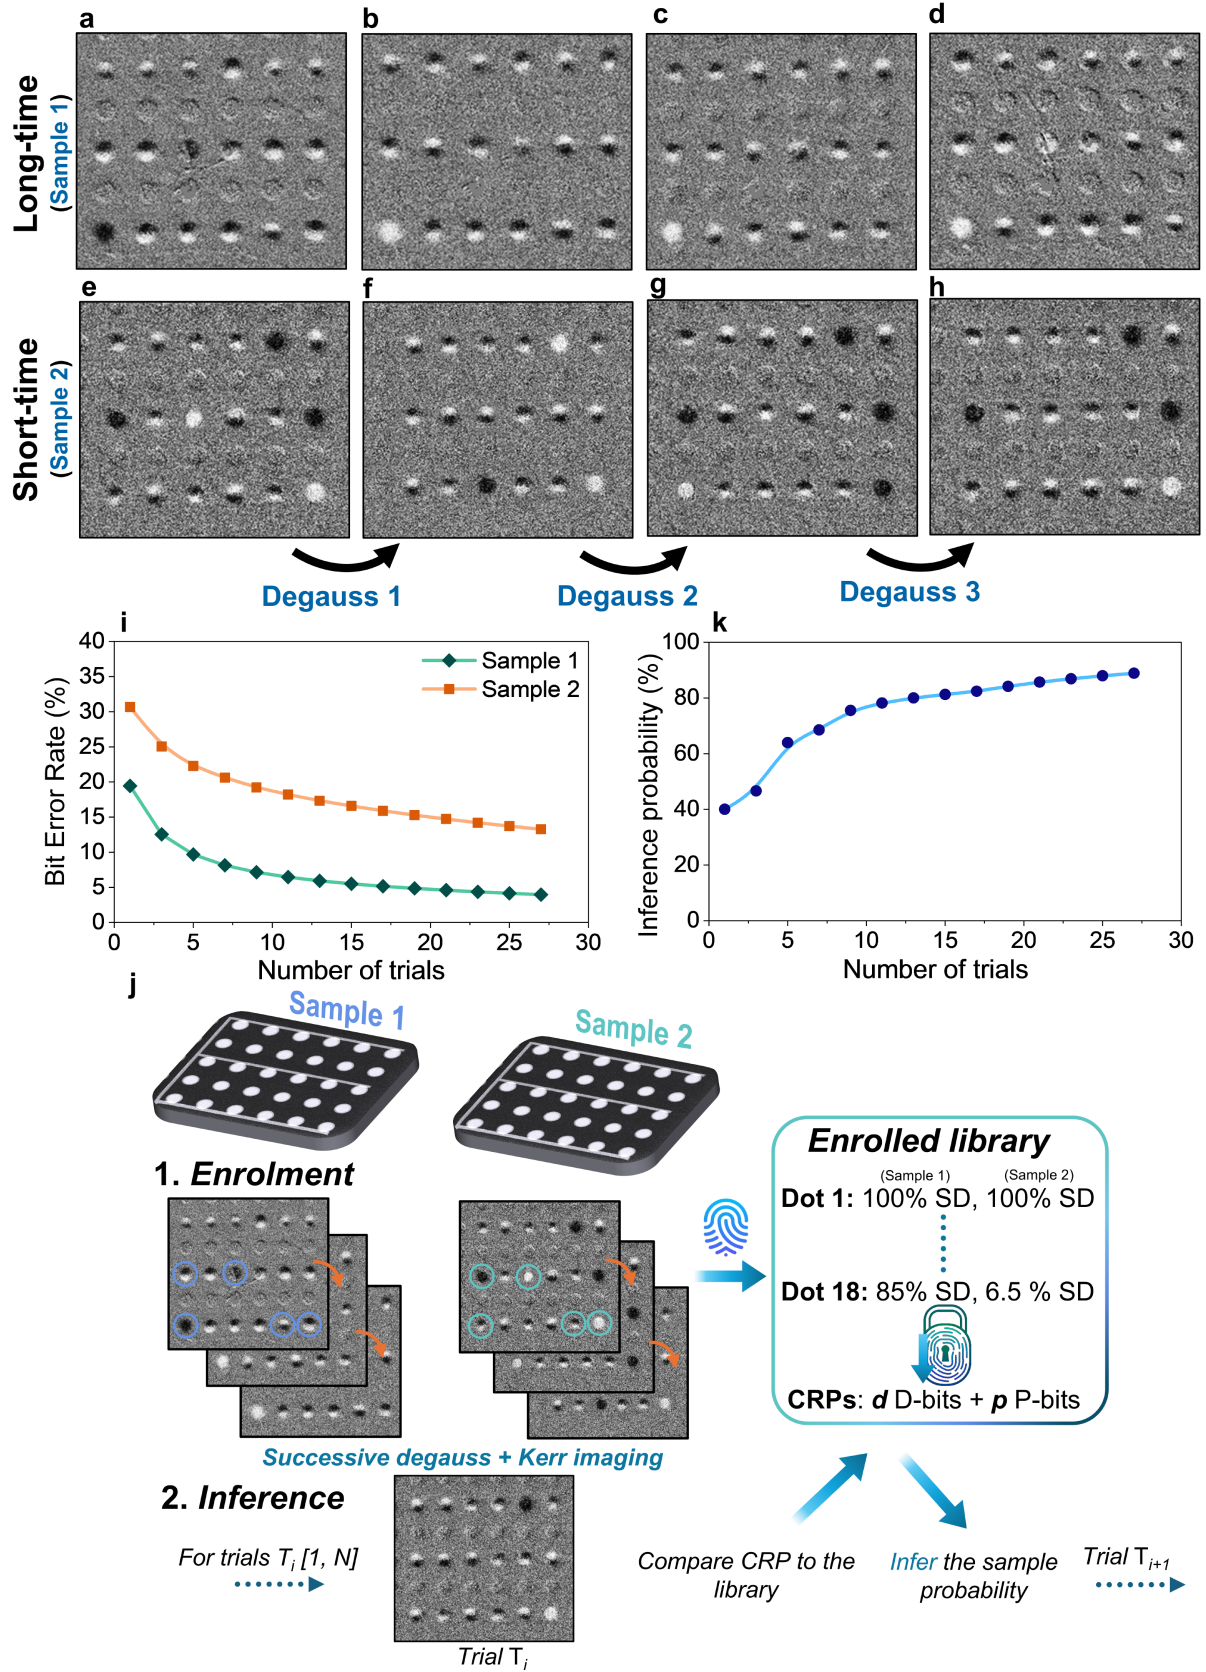 a
b
c
d
Long-time
(Sample 1)
e
f
g
h
Short-time
(Sample 2)
Degauss 1
Degauss 2
Degauss 3
i
40
35
30
25
20
15
10
5
0
Bit Error Rate (%)
Sample 1
Sample 2
0 5 10 15 20 25 30
Number of trials
k
100
80
60
40
20
0
Inference probability (%)
0 5 10 15 20 25 30
Number of trials
j
Sample 1
Sample 2
1. Enrolment
Successive degauss + Kerr imaging
Enrolled library
(Sample 1) (Sample 2)
Dot 1: 100% SD, 100% SD
Dot 18: 85% SD, 6.5 % SD
CRPs: d D-bits + p P-bits
2. Inference
For trials Ti [1, N]
Trial Ti
Compare CRP to the
library
Infer the sample
probability
Trial Ti+1